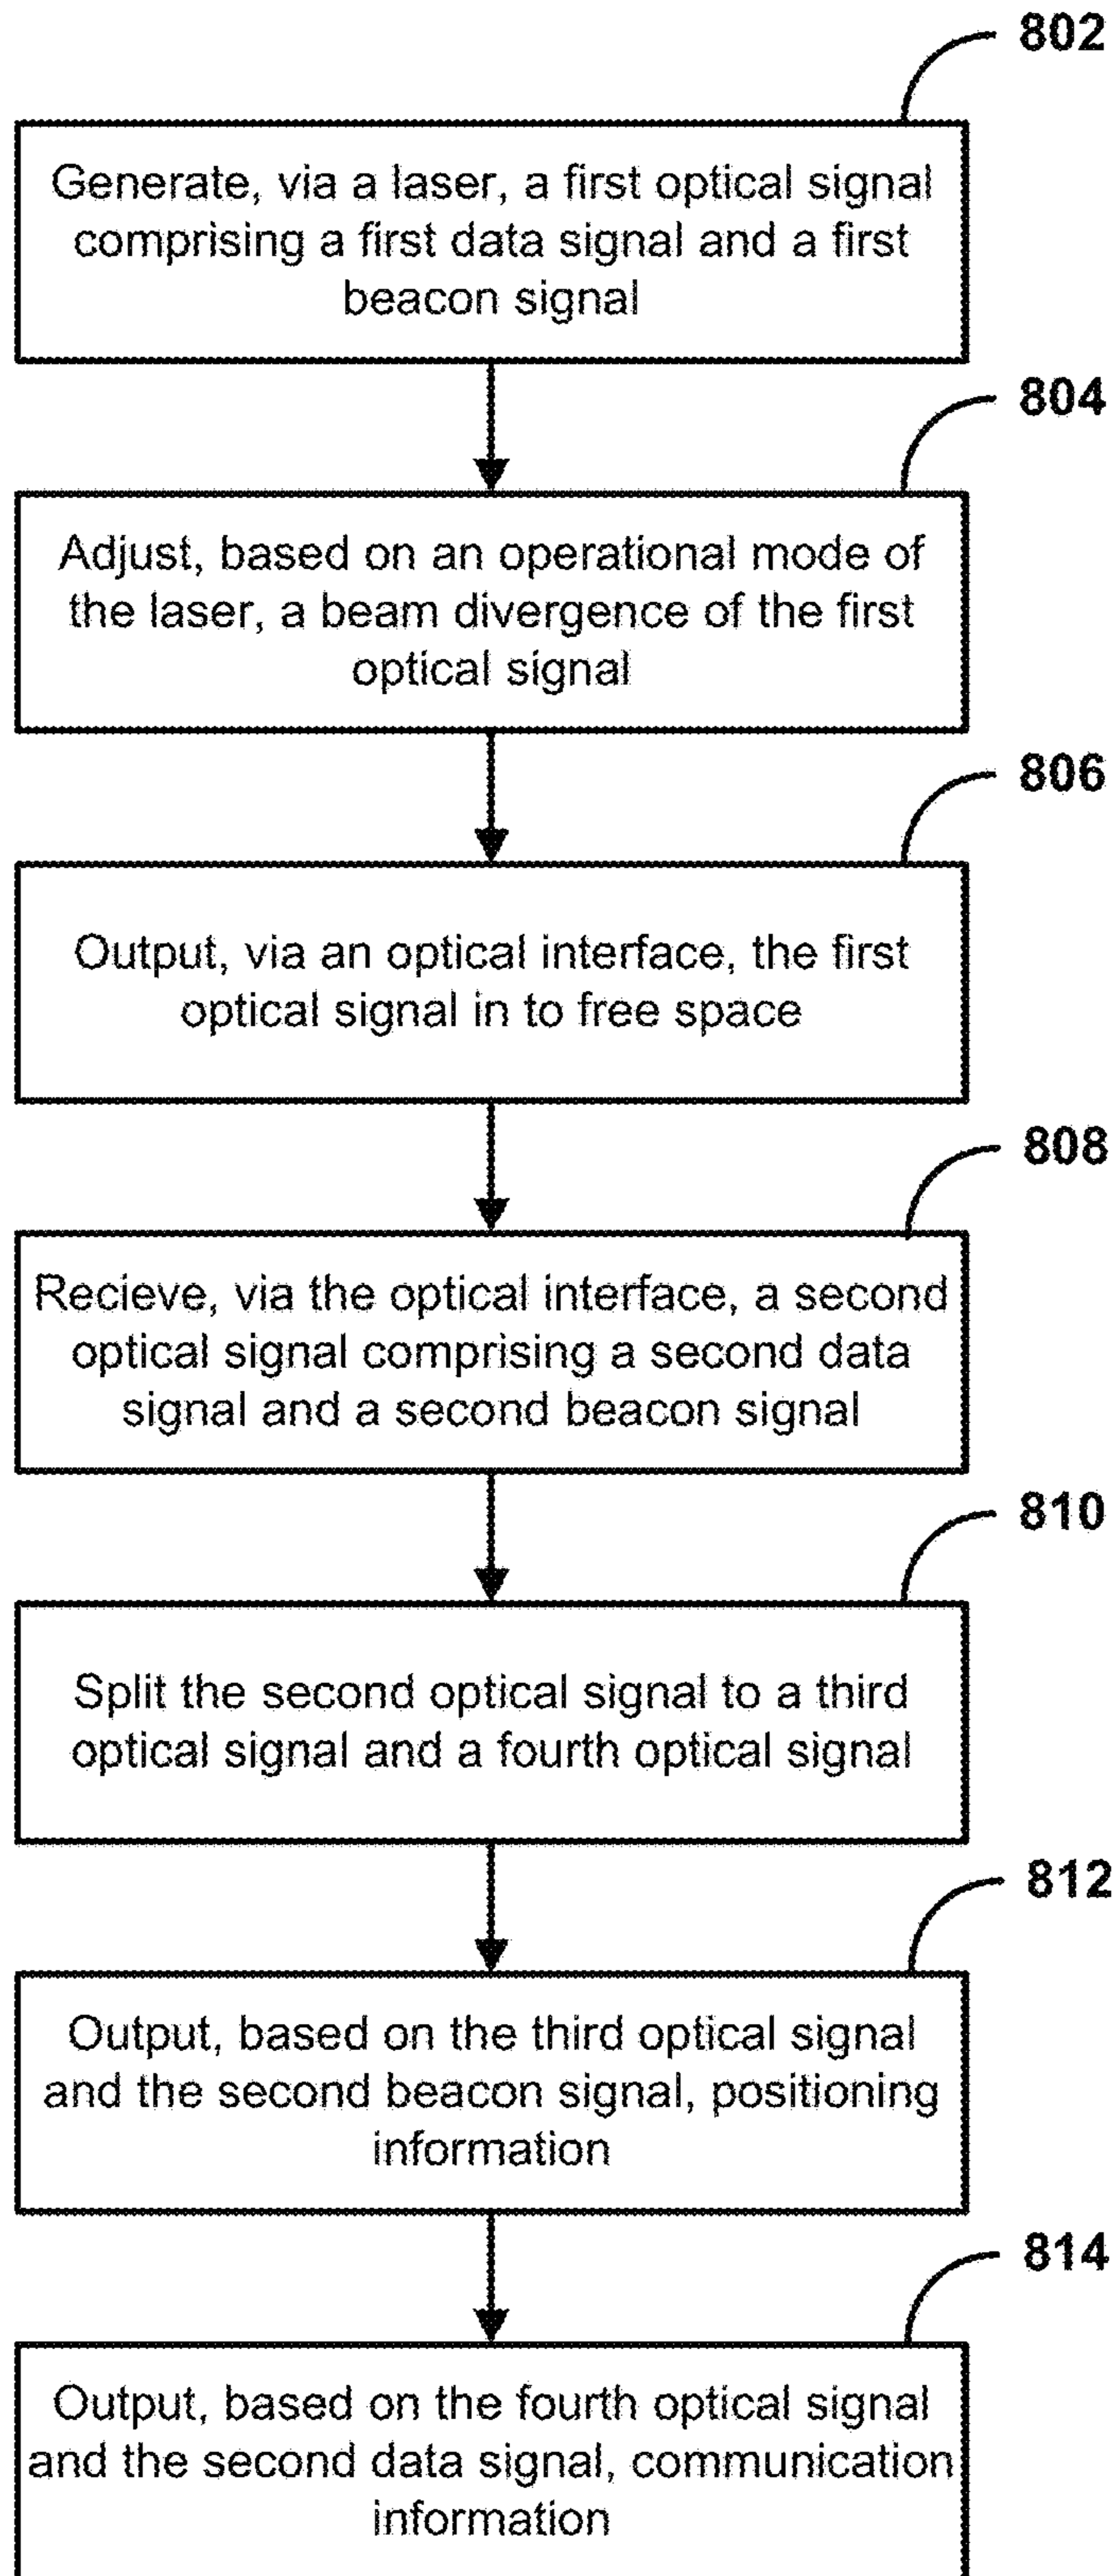 802
Generate, via a laser, a first optical signal
comprising a first data signal and a first
beacon signal
804
Adjust, based on an operational mode of
the laser, a beam divergence of the first
optical signal
806
Output, via an optical interface, the first
optical signal in to free space
808
Recieve, via the optical interface, a second
optical signal comprising a second data
signal and a second beacon signal
810
Split the second optical signal to a third
optical signal and a fourth optical signal
812
Output, based on the third optical signal
and the second beacon signal, positioning
information
814
Output, based on the fourth optical signal
and the second data signal, communication
information